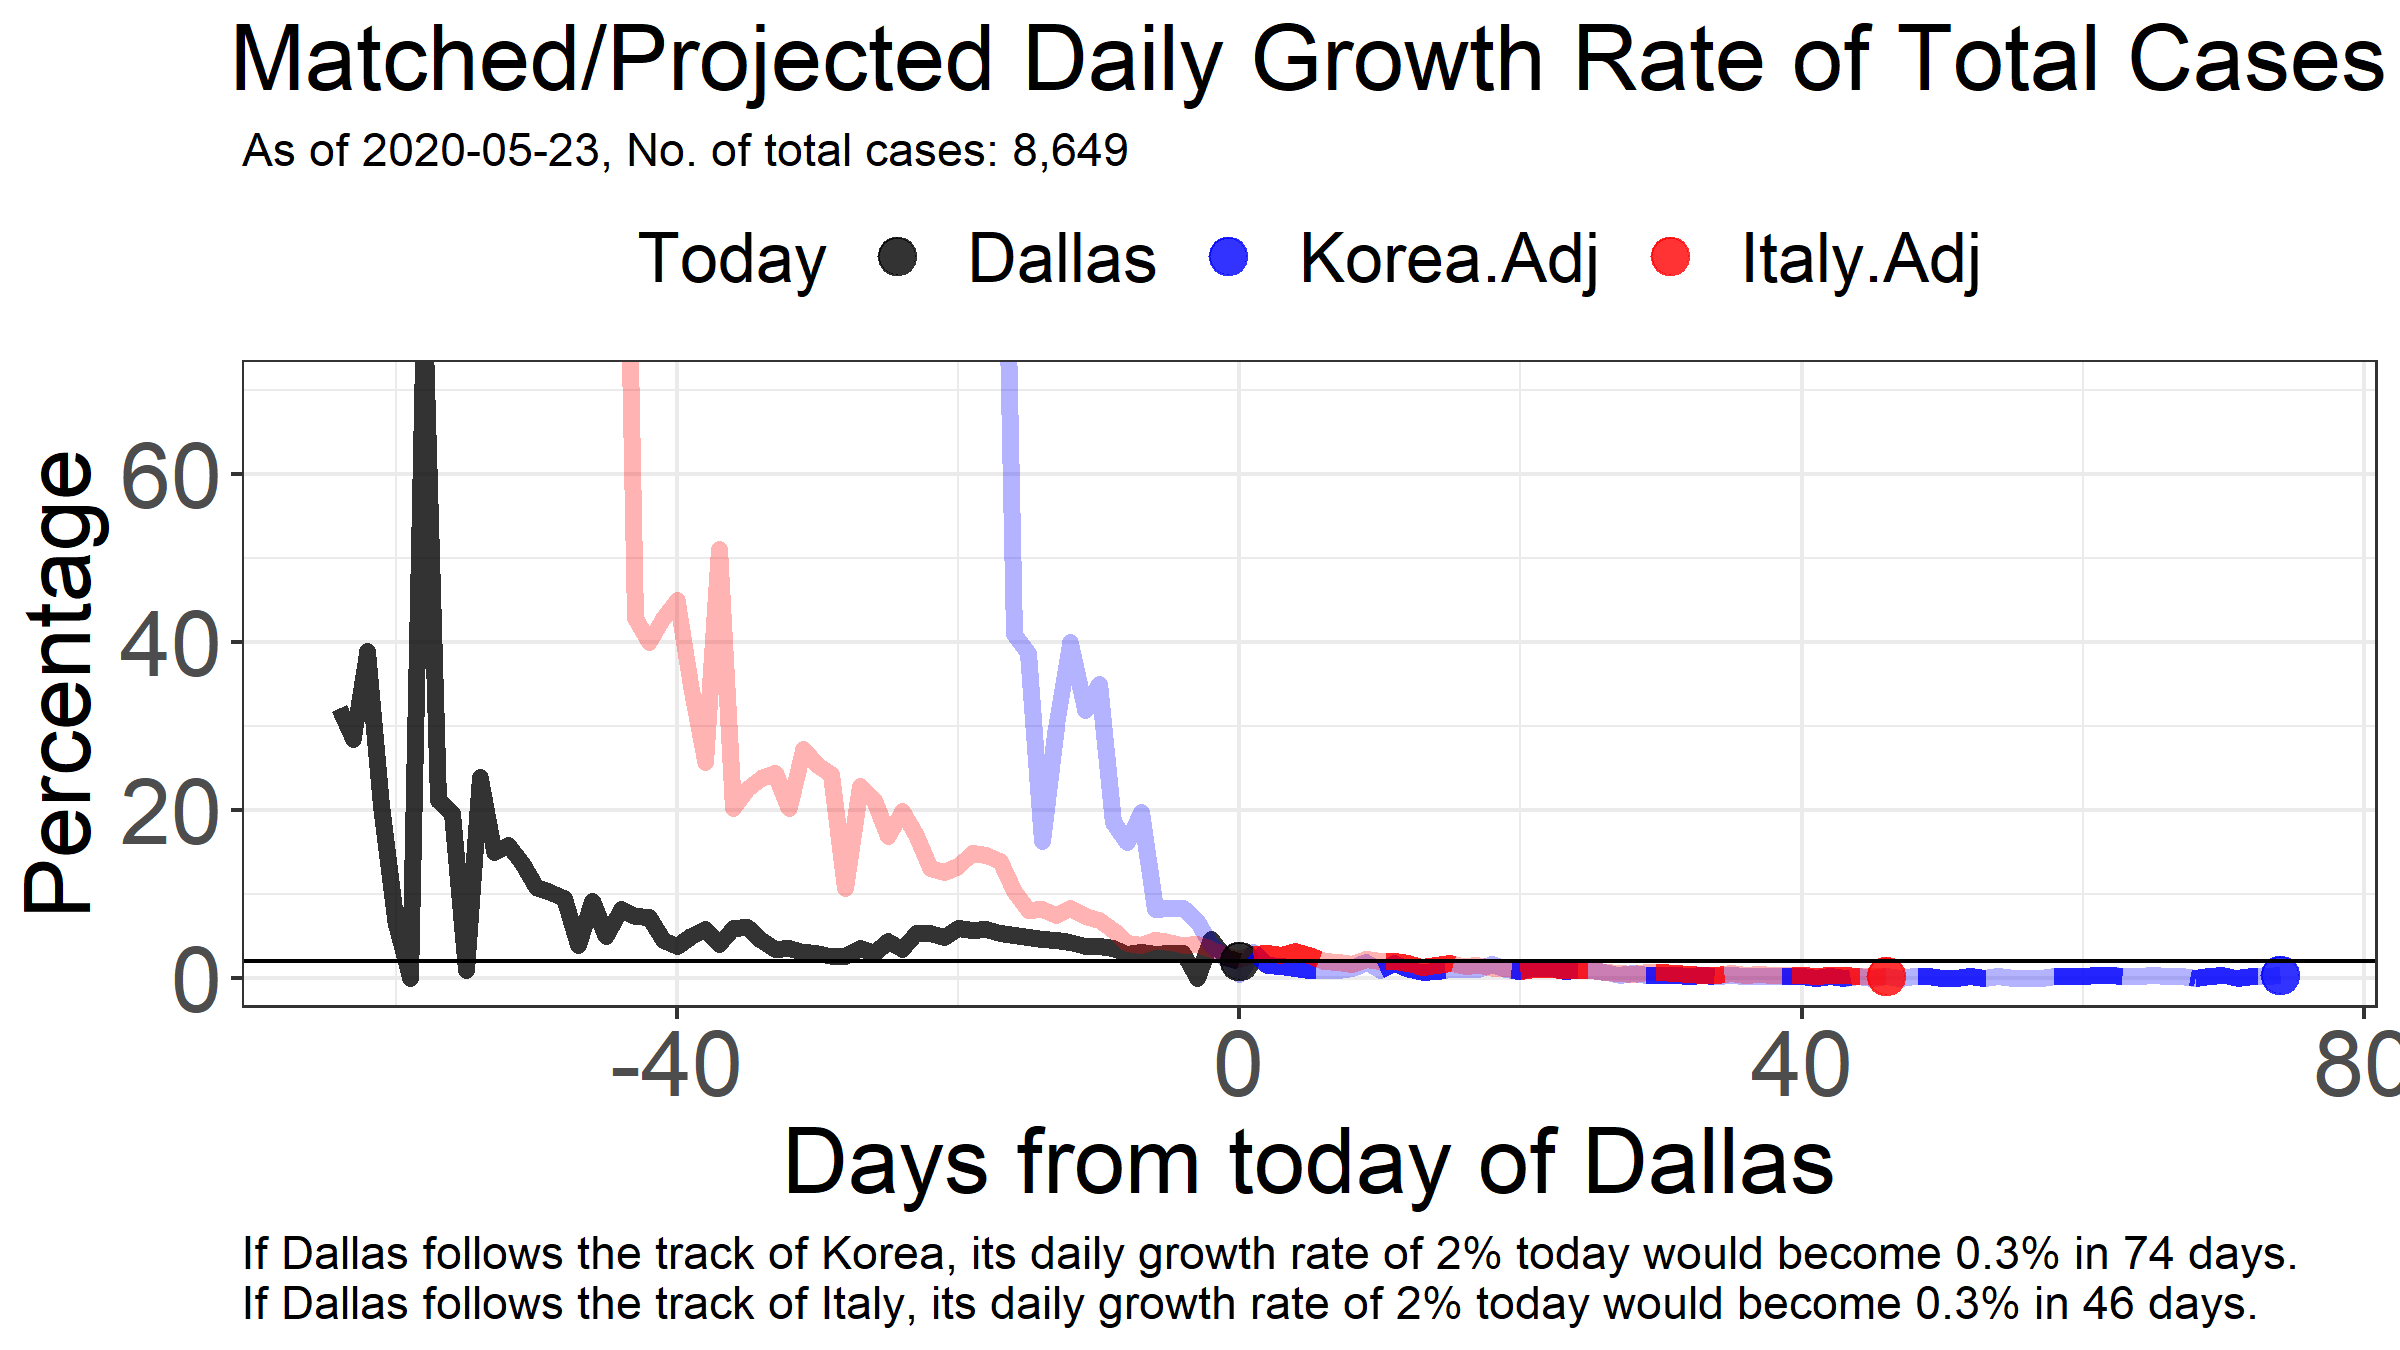 Matched/Projected Daily Growth Rate of Total Cases
As of 2020-05-23, No. of total cases: 8,649
Today Dallas Korea.Adj Italy.Adj
Percentage
60
40
20
0
-40 0 40 80
Days from today of Dallas
If Dallas follows the track of Korea, its daily growth rate of 2% today would become 0.3% in 74 days.
If Dallas follows the track of Italy, its daily growth rate of 2% today would become 0.3% in 46 days.